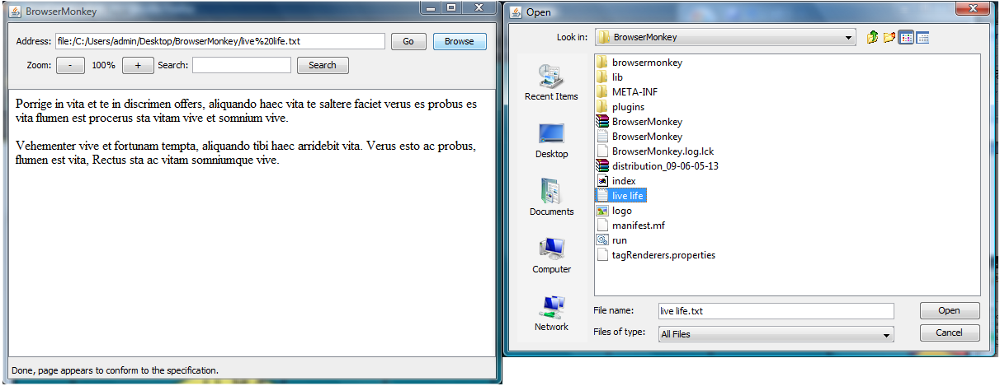 BrowserMonkey
Address: file:/C:/Users/admin/Desktop/BrowserMonkey/live%20life.txt Go Browse
Zoom: - 100% + Search: Search
Porrige in vita et te in discrimen offers, aliquando haec vita te saltere faciet verus es probus es
vita flumen est procerus sta vitam vive et somnium vive.
Vehementer vive et fortunam tempta, aliquando tibi haec arridebit vita. Verus esto ac probus,
flumen est vita, Rectus sta ac vitam somniumque vive.
Done, page appears to conform to the specification.
Open
Look in: BrowserMonkey
Recent Items
Desktop
Documents
Computer
Network
browsermonkey
lib
META-INF
plugins
BrowserMonkey
BrowserMonkey
BrowserMonkey.log.lck
distribution_09-06-05-13
index
live life
logo
manifest.mf
run
tagRenderers.properties
File name: live life.txt Open
Files of type: All Files Cancel